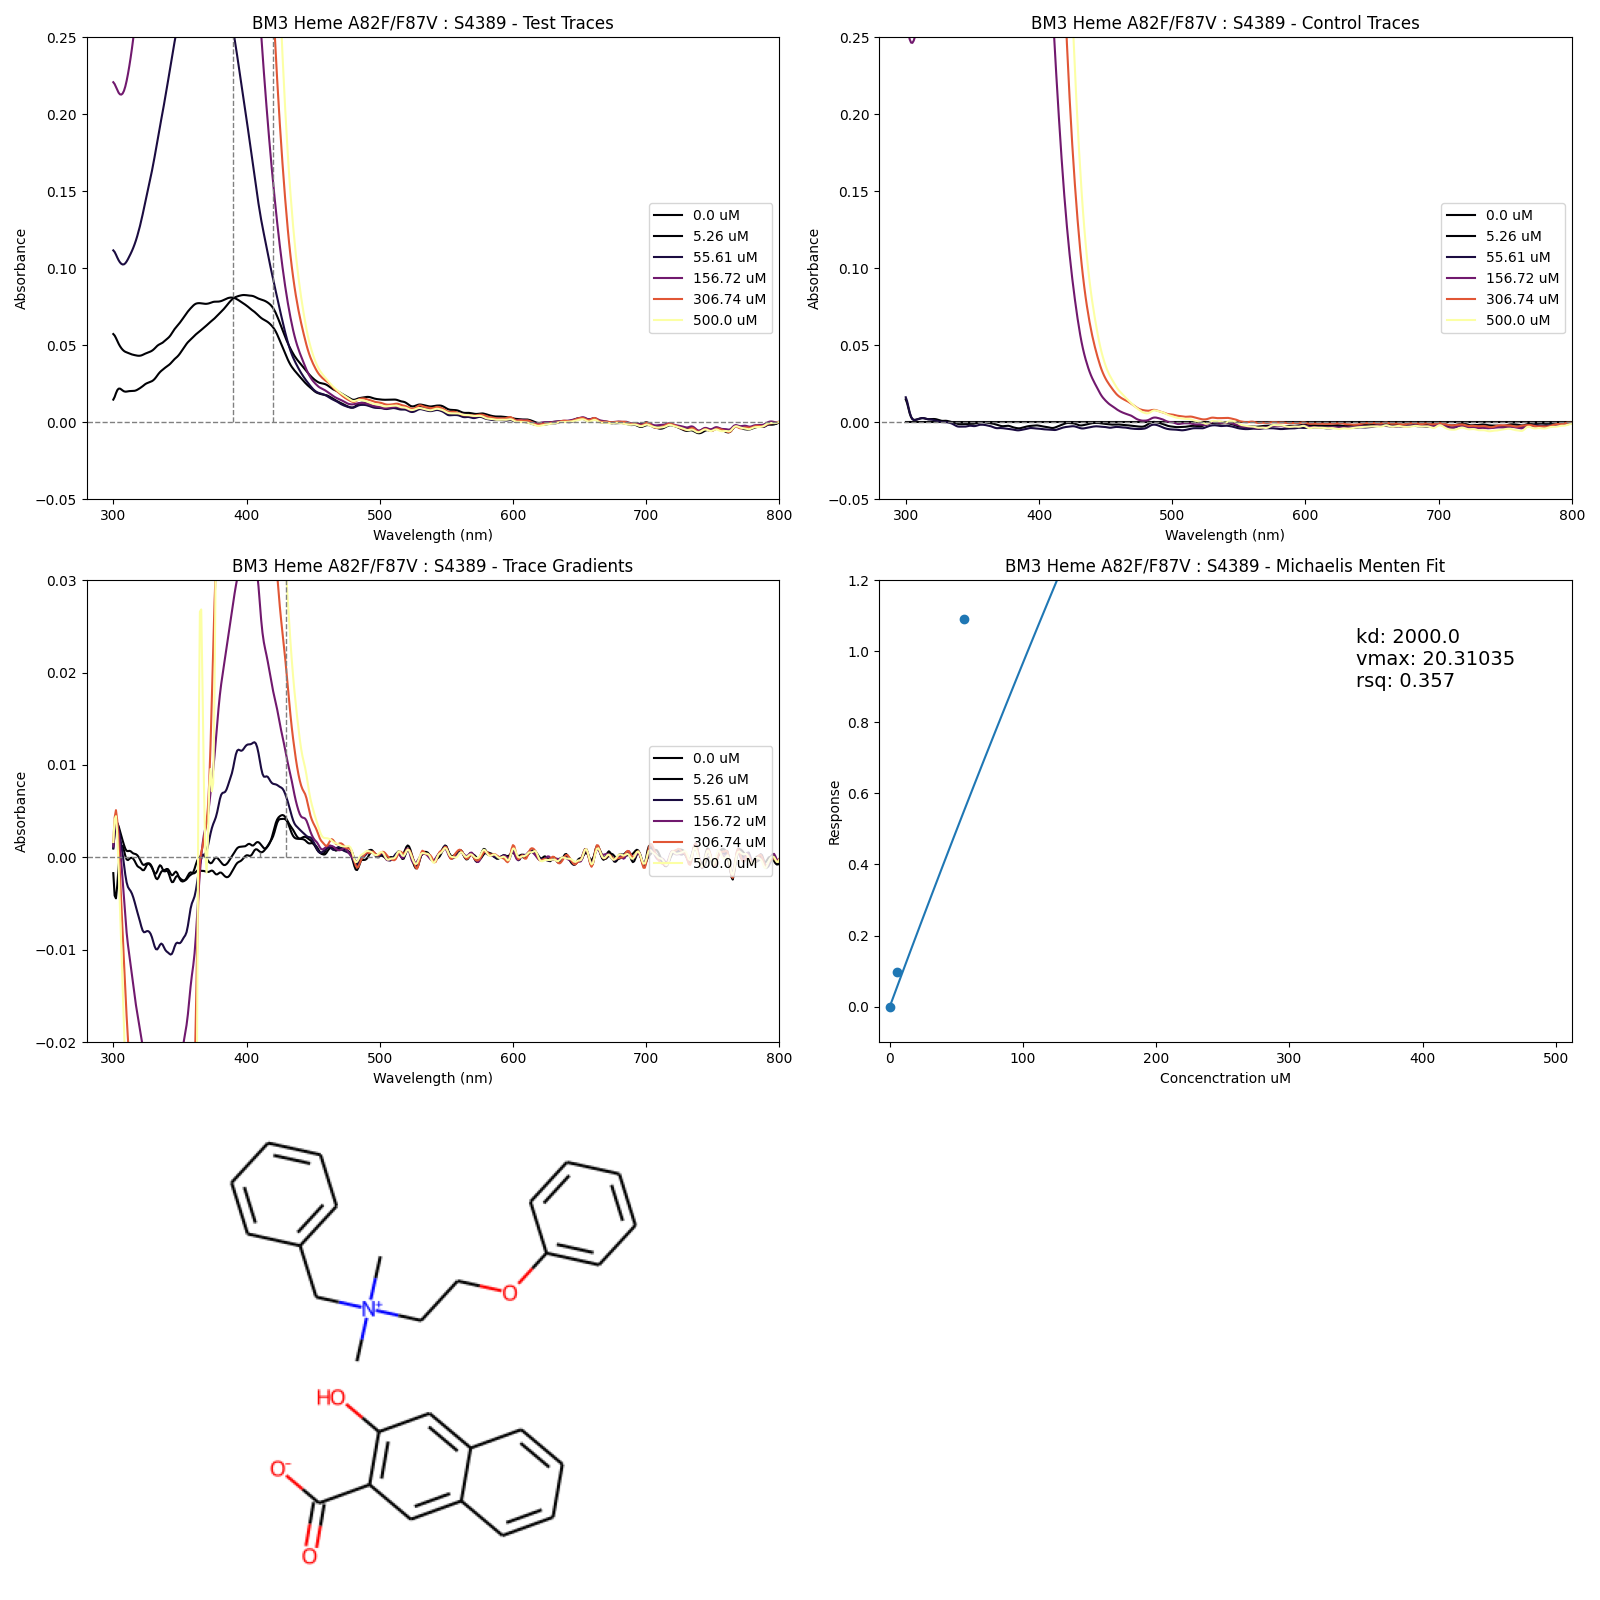 BM3 Heme A82F/F87V : S4389 - Test Traces
0.25
0.20
0.15
0.10
0.05
0.00
−0.05
Absorbance
300
400
500
600
700
800
Wavelength (nm)
0.0 uM
5.26 uM
55.61 uM
156.72 uM
306.74 uM
500.0 uM
BM3 Heme A82F/F87V : S4389 - Control Traces
0.25
0.20
0.15
0.10
0.05
0.00
−0.05
Absorbance
300
400
500
600
700
800
Wavelength (nm)
0.0 uM
5.26 uM
55.61 uM
156.72 uM
306.74 uM
500.0 uM
BM3 Heme A82F/F87V : S4389 - Trace Gradients
0.03
0.02
0.01
0.00
−0.01
−0.02
Absorbance
300
400
500
600
700
800
Wavelength (nm)
0.0 uM
5.26 uM
55.61 uM
156.72 uM
306.74 uM
500.0 uM
BM3 Heme A82F/F87V : S4389 - Michaelis Menten Fit
1.2
1.0
0.8
0.6
0.4
0.2
0.0
Response
0
100
200
300
400
500
Concenctration uM
kd: 2000.0
vmax: 20.31035
rsq: 0.357
O
N+
HO
O-
O